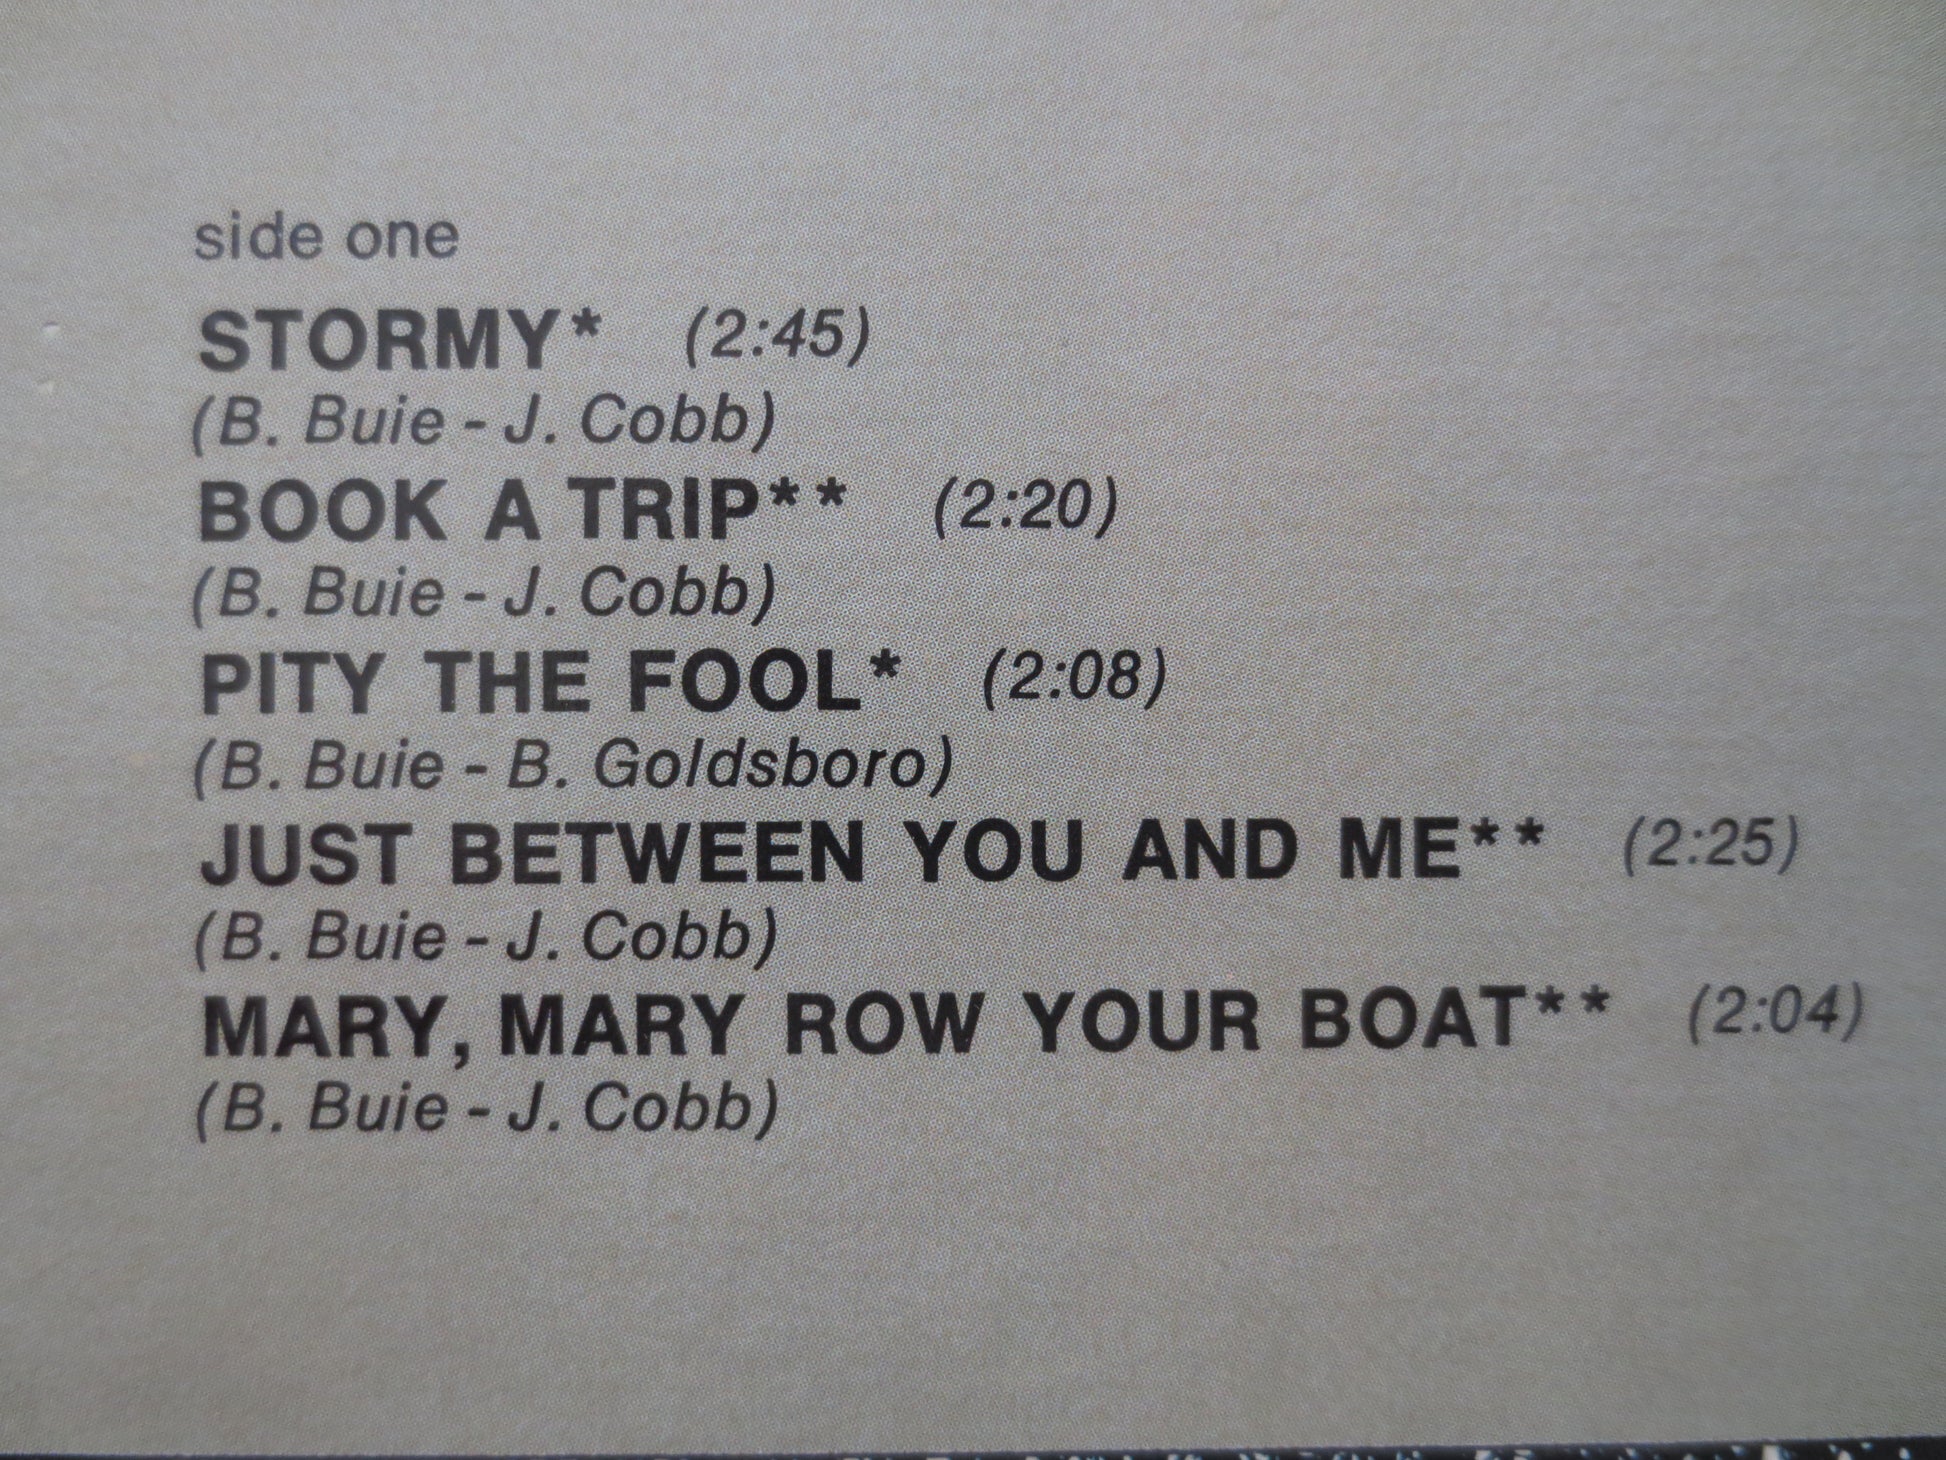 side one
STORMY* (2:45)
(B. Buie - J. Cobb)
BOOK A TRIP** (2:20)
(B. Buie - J. Cobb)
PITY THE FOOL* (2:08)
(B. Buie - B. Goldsboro)
JUST BETWEEN YOU AND ME** (2:25)
(B. Buie - J. Cobb)
MARY, MARY ROW YOUR BOAT** (2:04)
(B. Buie - J. Cobb)